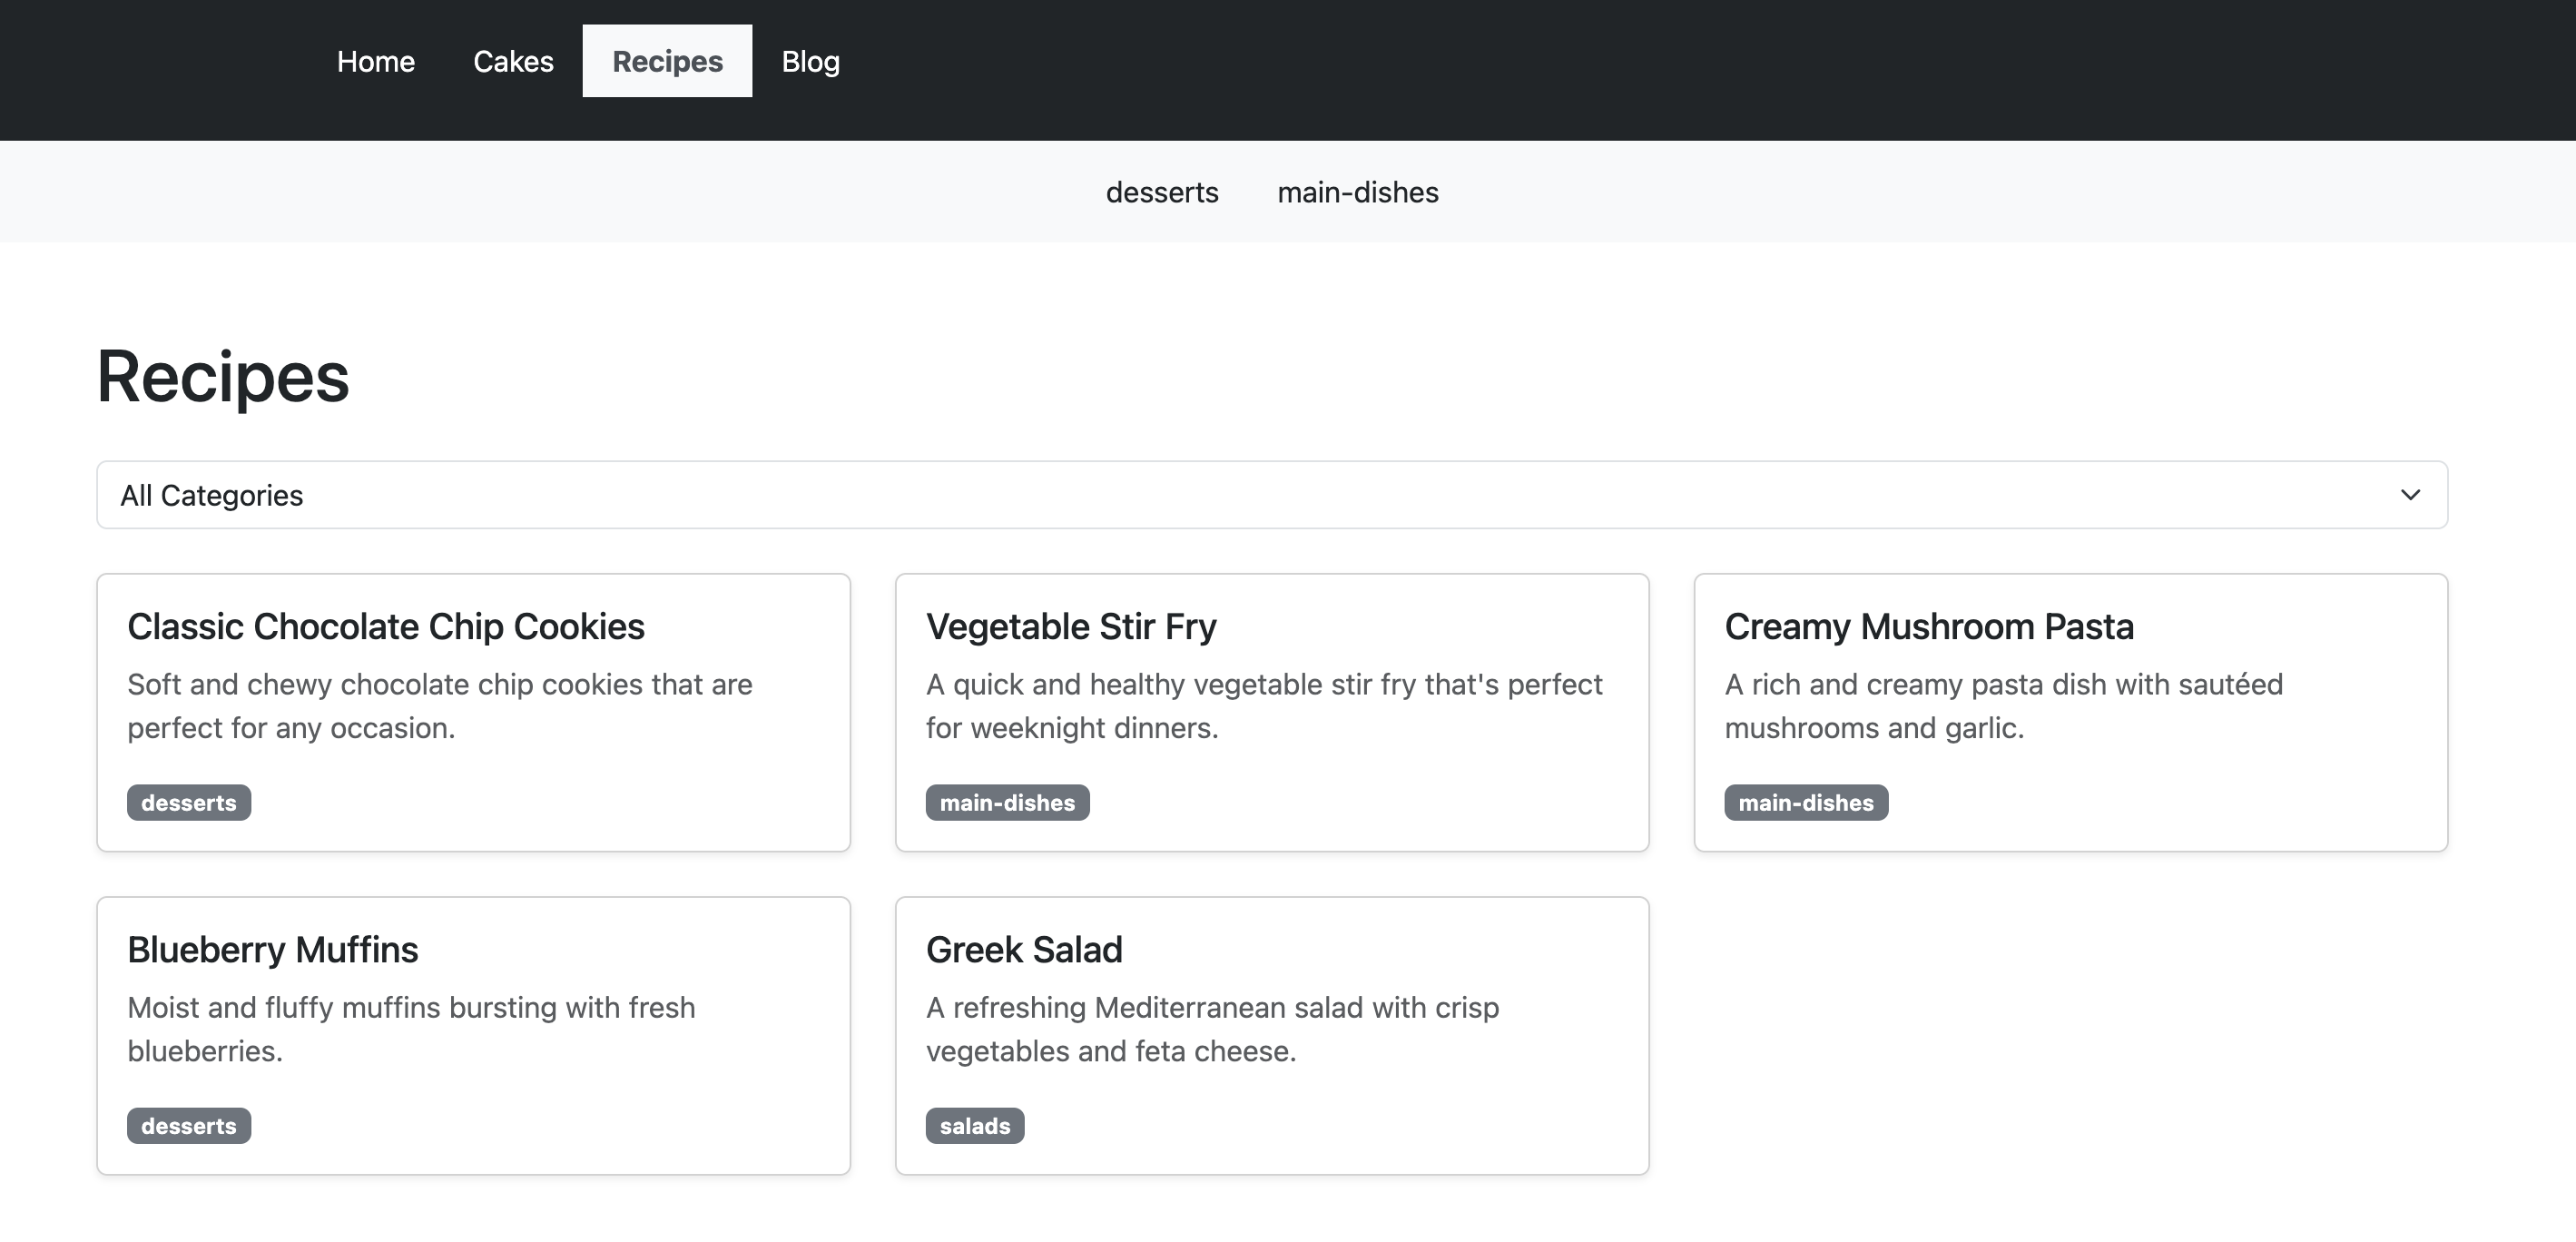 Home Cakes Recipes Blog
desserts main-dishes
Recipes
All Categories
Classic Chocolate Chip Cookies
Soft and chewy chocolate chip cookies that are
perfect for any occasion.
desserts
Vegetable Stir Fry
A quick and healthy vegetable stir fry that's perfect
for weeknight dinners.
main-dishes
Creamy Mushroom Pasta
A rich and creamy pasta dish with sautéed
mushrooms and garlic.
main-dishes
Blueberry Muffins
Moist and fluffy muffins bursting with fresh
blueberries.
desserts
Greek Salad
A refreshing Mediterranean salad with crisp
vegetables and feta cheese.
salads